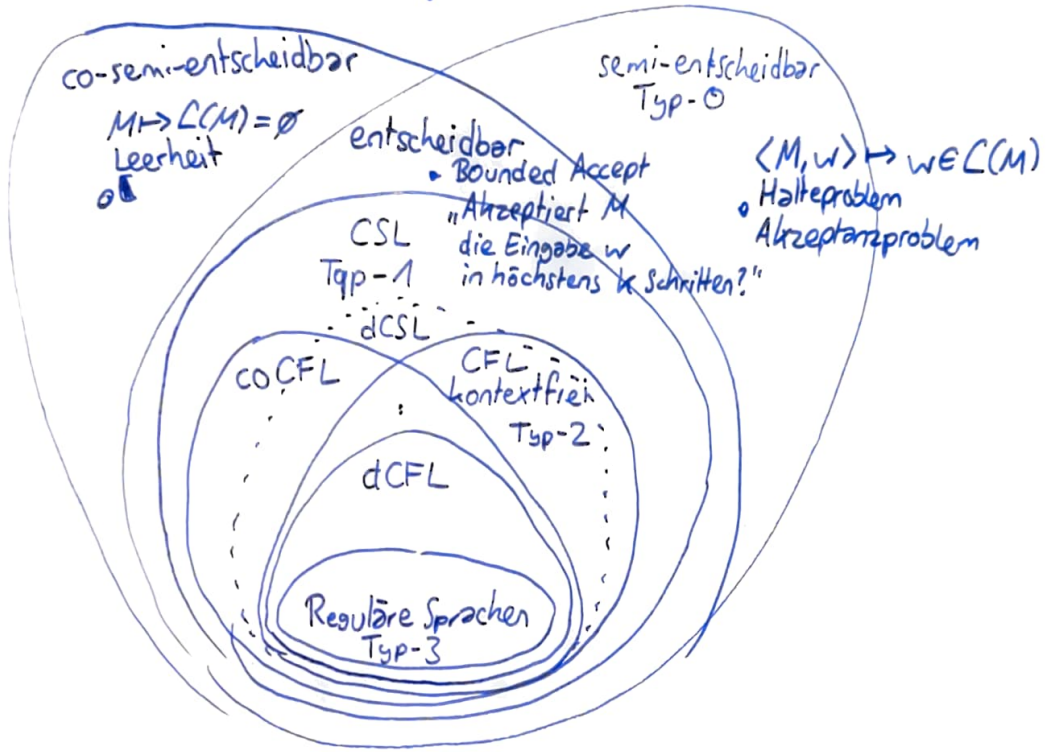 co-semi-entscheidbar
M ↦ L(M) = ∅
Leerheit
semi-entscheidbar
Typ-0
⟨M,w⟩ ↦ w∈L(M)
Halteproblem
Akzeptanzproblem
entscheidbar
• Bounded Accept
„Akzeptiert M
die Eingabe w
in höchstens k Schritten?“
CSL
Typ-1
dCSL
coCFL
CFL
kontextfrei
Typ-2
dCFL
Reguläre Sprachen
Typ-3